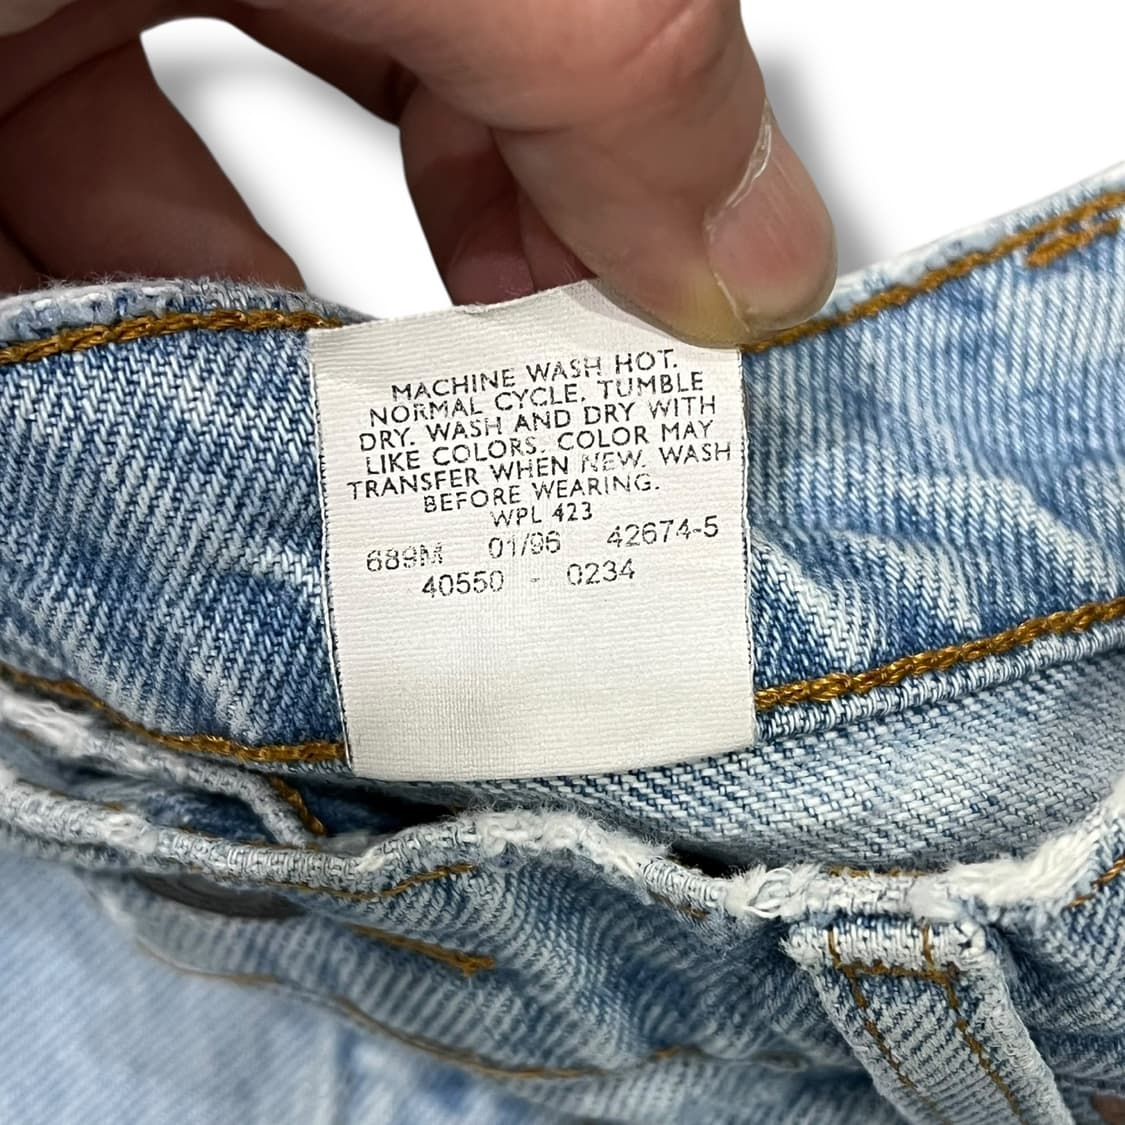 MACHINE WASH HOT.
NORMAL CYCLE. TUMBLE
DRY. WASH AND DRY WITH
LIKE COLORS. COLOR MAY
TRANSFER WHEN NEW. WASH
BEFORE WEARING.
WPL 423
689M 01/96 42674-5
40550 - 0234